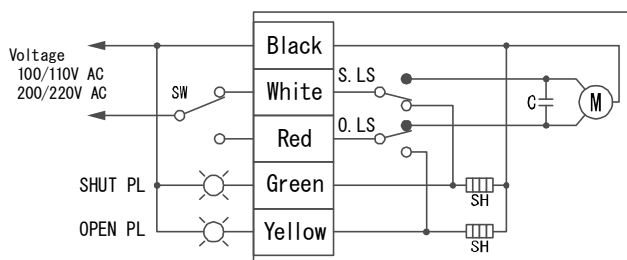 Voltage
100/110V AC
200/220V AC
SW
SHUT PL
OPEN PL
Black
White
Red
Green
Yellow
S.LS
O.LS
C
M
SH
SH